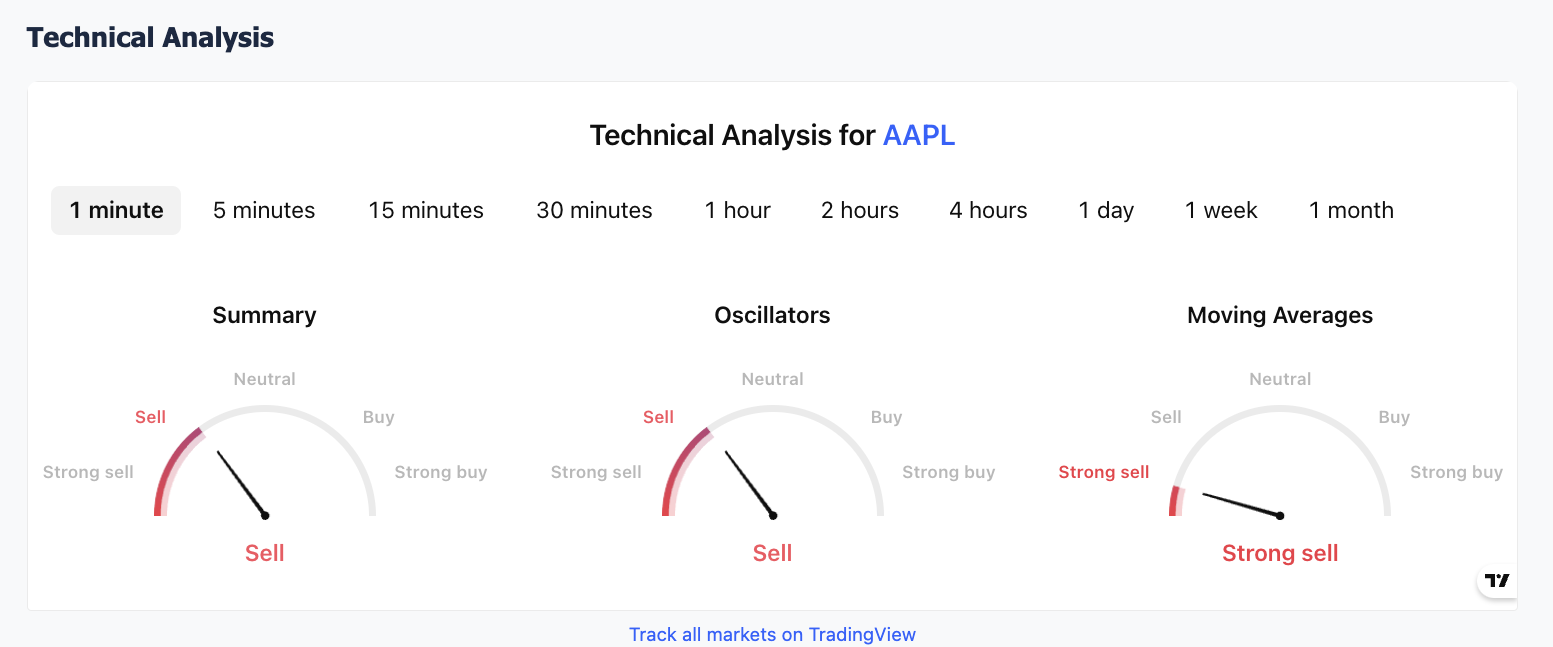 Technical Analysis
Technical Analysis for AAPL
1 minute 5 minutes 15 minutes 30 minutes 1 hour 2 hours 4 hours 1 day 1 week 1 month
Summary
Neutral
Sell Buy
Strong sell Strong buy
Sell
Oscillators
Neutral
Sell Buy
Strong sell Strong buy
Sell
Moving Averages
Neutral
Sell Buy
Strong sell Strong buy
Strong sell
Track all markets on TradingView